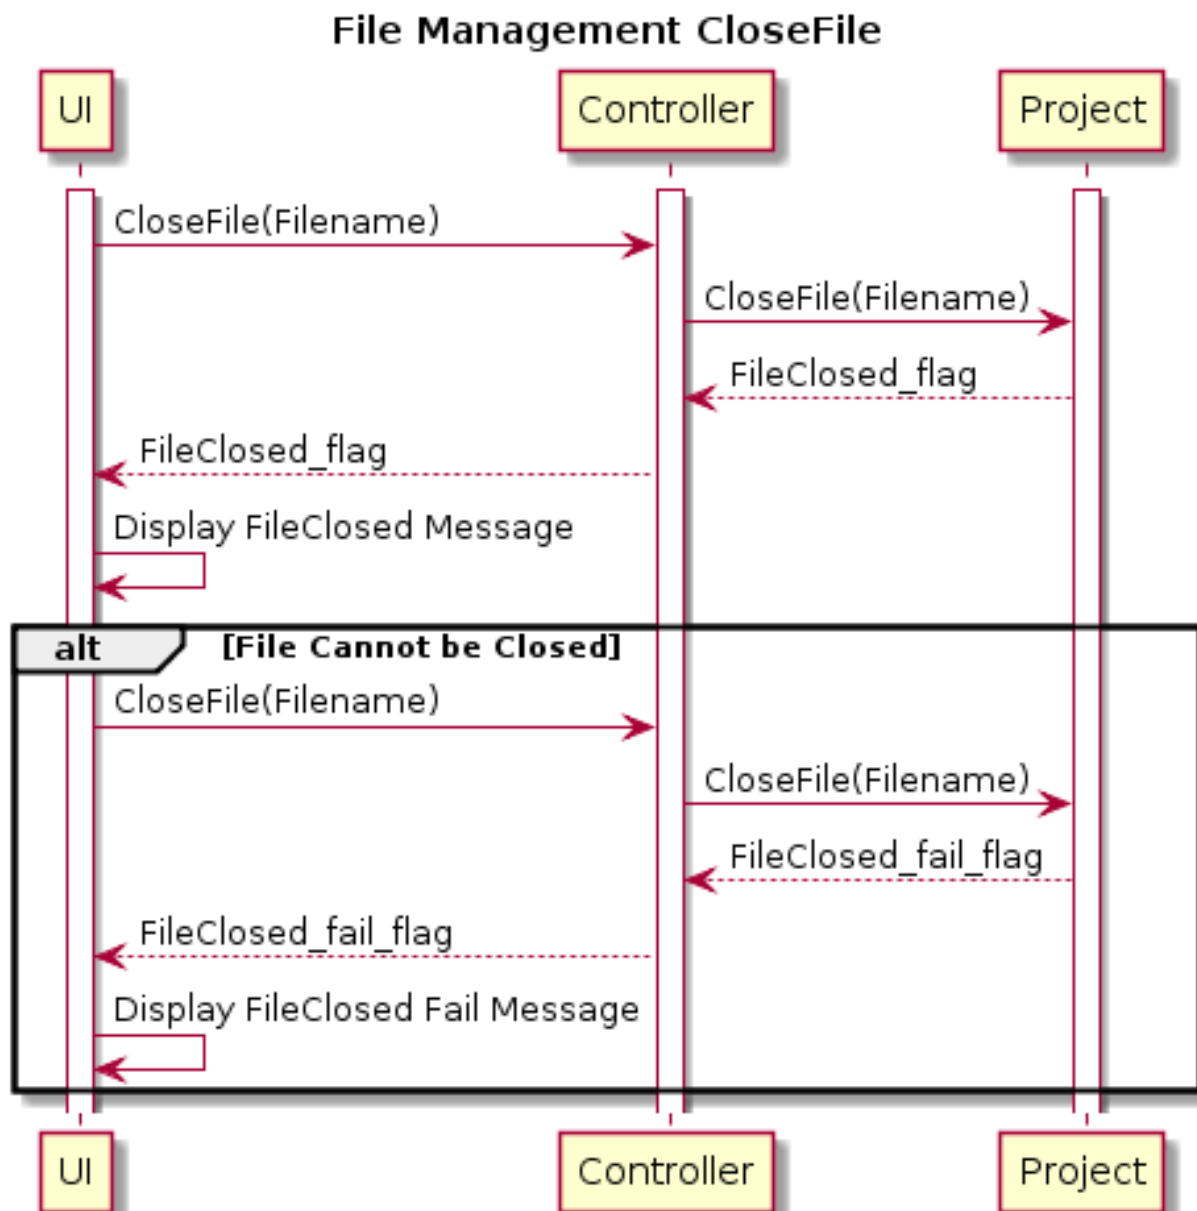 File Management CloseFile
UI
Controller
Project
CloseFile(Filename)
CloseFile(Filename)
FileClosed_flag
FileClosed_flag
Display FileClosed Message
alt
[File Cannot be Closed]
CloseFile(Filename)
CloseFile(Filename)
FileClosed_fail_flag
FileClosed_fail_flag
Display FileClosed Fail Message
UI
Controller
Project